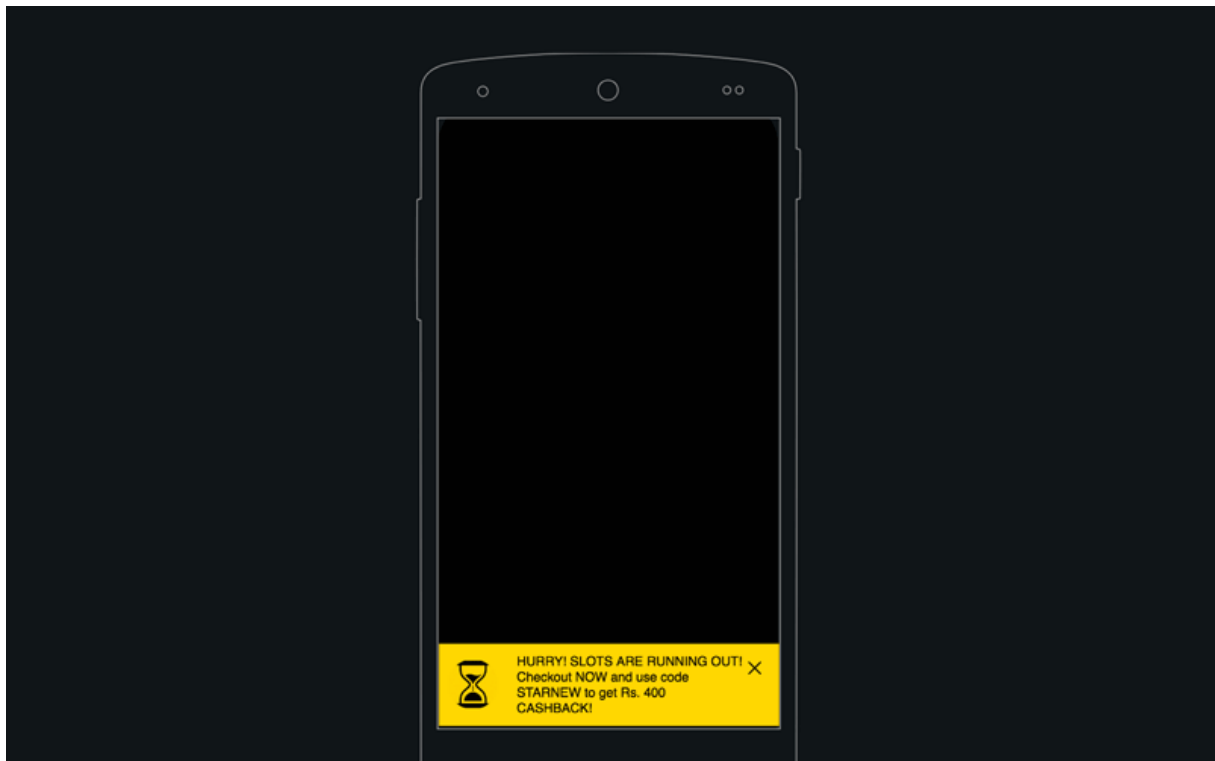 HURRY! SLOTS ARE RUNNING OUT!
Checkout NOW and use code
STARNEW to get Rs. 400
CASHBACK!